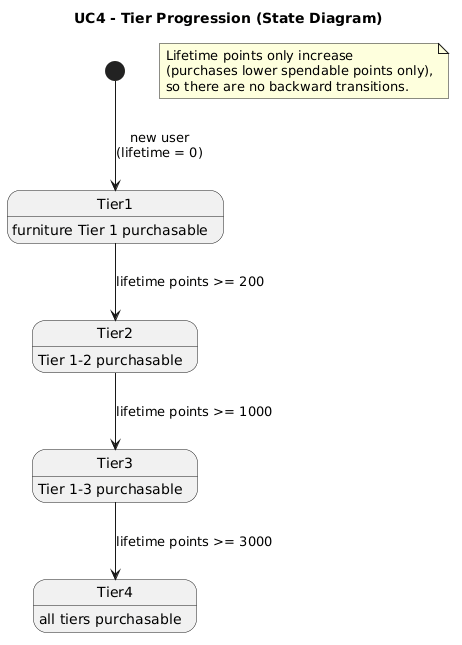 UC4 - Tier Progression (State Diagram)
Lifetime points only increase
(purchases lower spendable points only),
so there are no backward transitions.
new user
(lifetime = 0)
Tier1
furniture Tier 1 purchasable
lifetime points >= 200
Tier2
Tier 1-2 purchasable
lifetime points >= 1000
Tier3
Tier 1-3 purchasable
lifetime points >= 3000
Tier4
all tiers purchasable